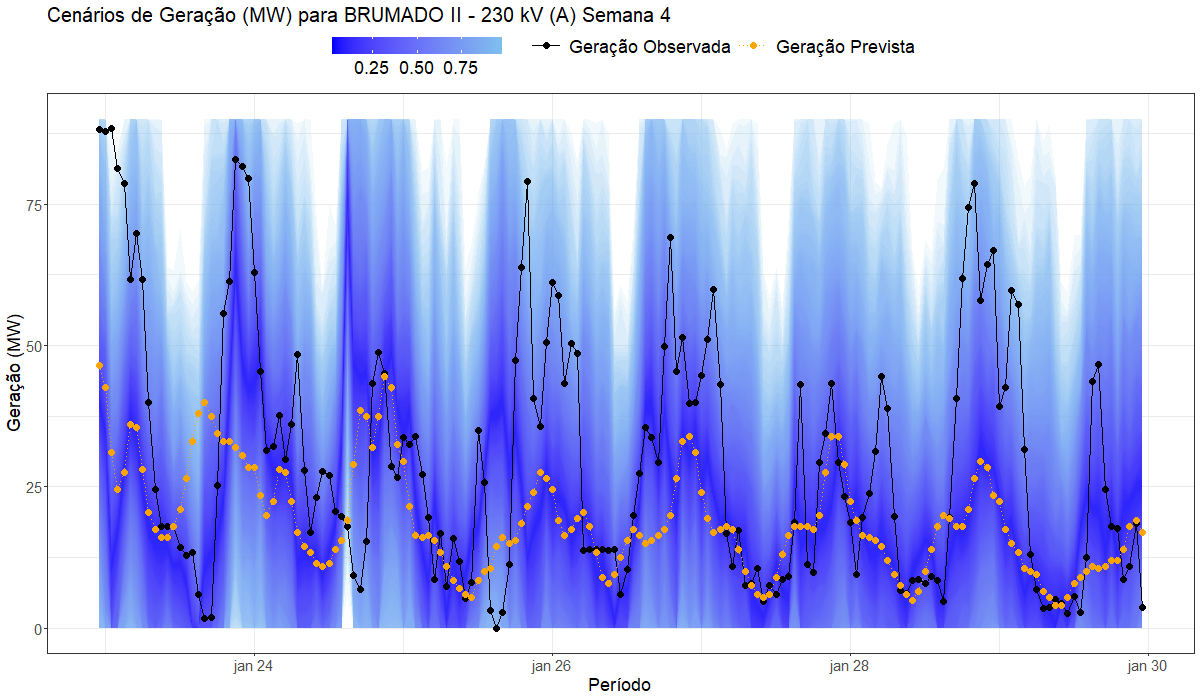 Cenários de Geração (MW) para BRUMADO II - 230 kV (A) Semana 4
0.25 0.50 0.75
Geração Observada
Geração Prevista
Geração (MW)
75
50
25
0
jan 24
jan 26
jan 28
jan 30
Período